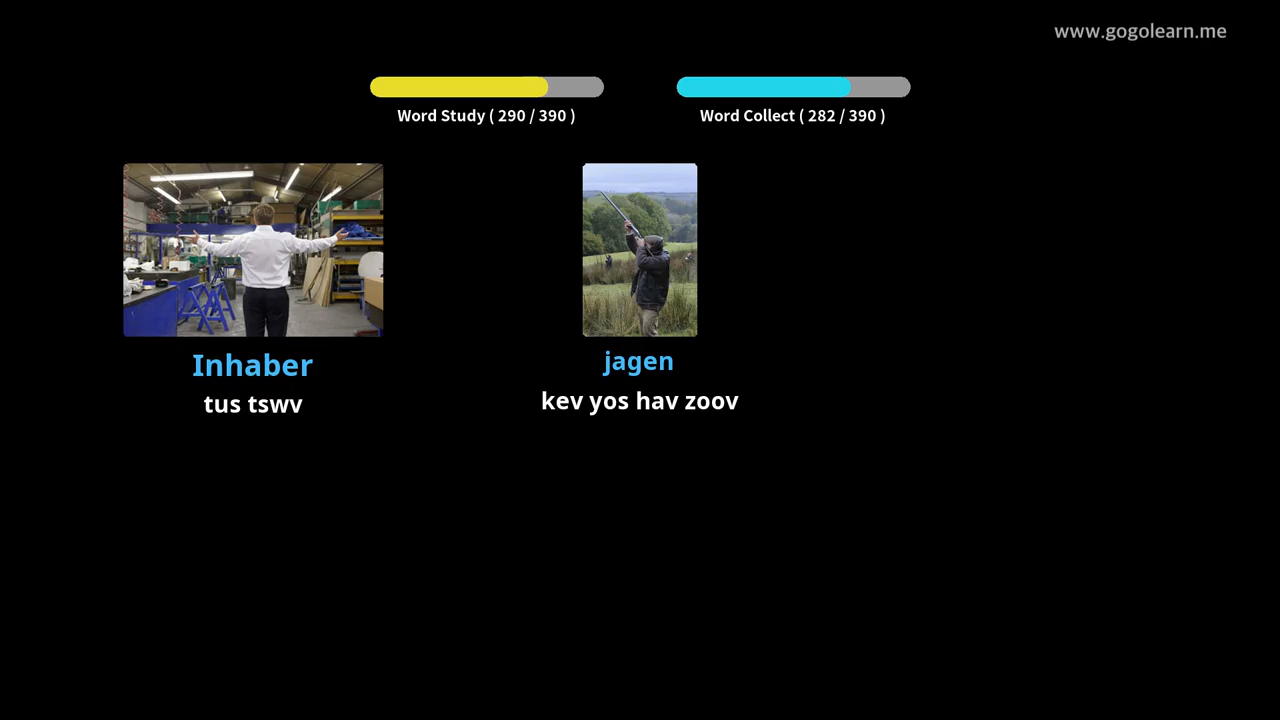 www.gogolearn.me
Word Study ( 290 / 390 )
Word Collect ( 282 / 390 )
Inhaber
tus tswv
jagen
kev yos hav zoov